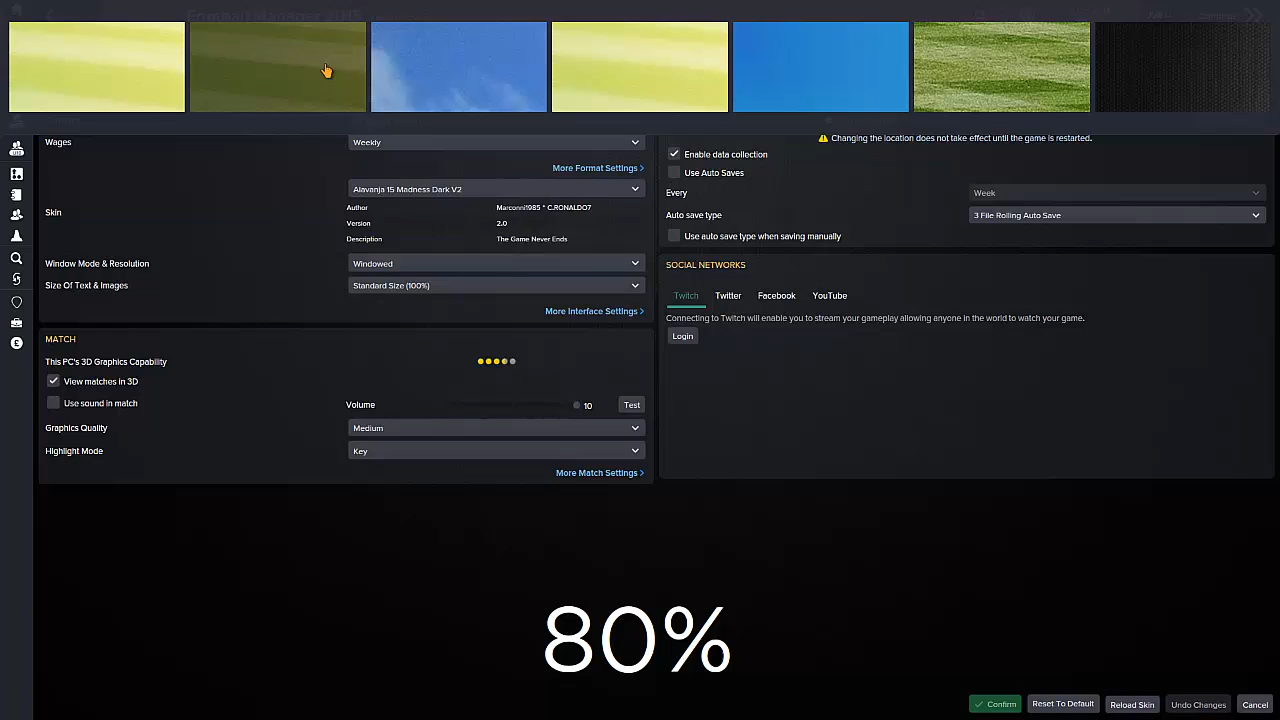 Football Manager 2015
Wages
Weekly
More Format Settings >
Skin
Alavanja 15 Madness Dark V2
Author
Marconni1985 * C.RONALDO7
Version
2.0
Description
The Game Never Ends
Window Mode & Resolution
Windowed
Size Of Text & Images
Standard Size (100%)
More Interface Settings >
MATCH
This PC's 3D Graphics Capability
View matches in 3D
Use sound in match
Volume
10
Test
Graphics Quality
Medium
Highlight Mode
Key
More Match Settings >
Changing the location does not take effect until the game is restarted.
Enable data collection
Use Auto Saves
Every
Week
Auto save type
3 File Rolling Auto Save
Use auto save type when saving manually
SOCIAL NETWORKS
Twitch Twitter Facebook YouTube
Connecting to Twitch will enable you to stream your gameplay allowing anyone in the world to watch your game.
Login
80%
Confirm Reset To Default Reload Skin Undo Changes Cancel